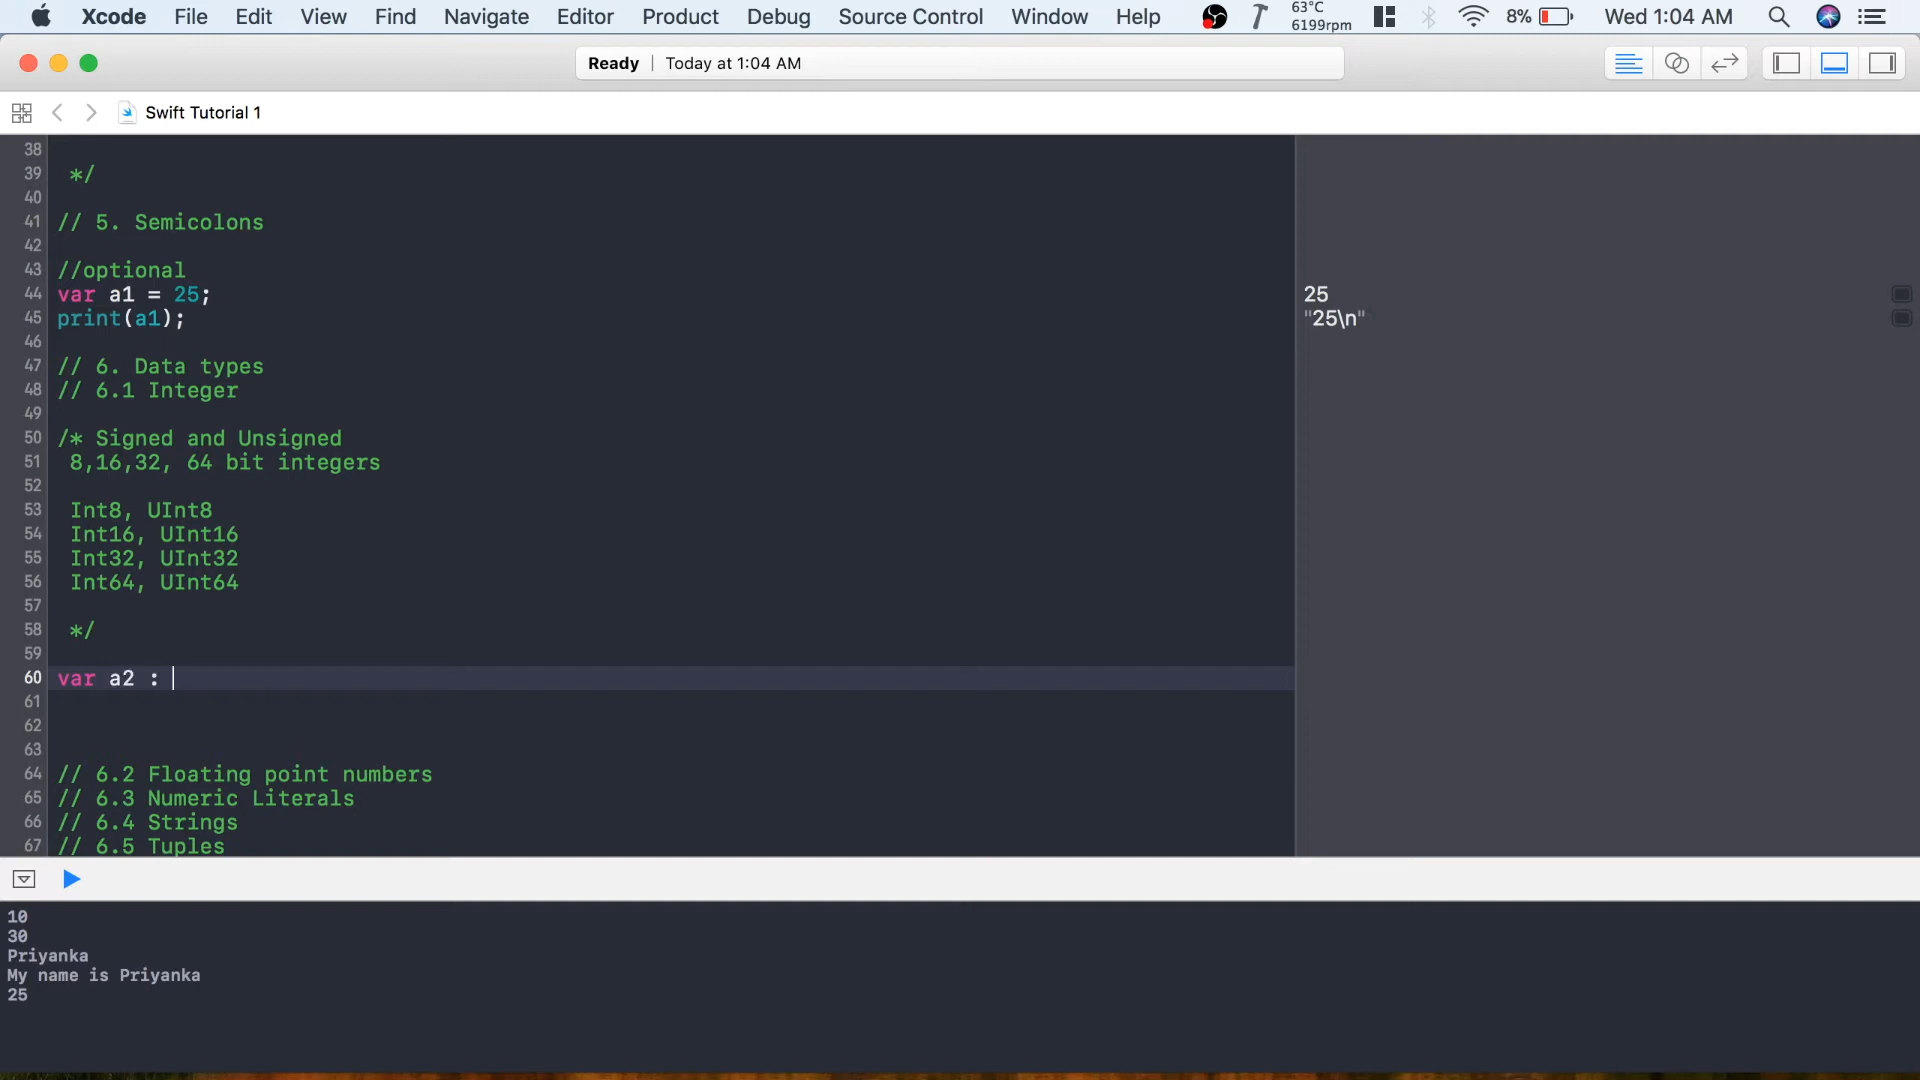 Xcode File Edit View Find Navigate Editor Product Debug Source Control Window Help 63°C 6199rpm 8% Wed 1:04 AM
Ready | Today at 1:04 AM
Swift Tutorial 1
38
39 */
40
41 // 5. Semicolons
42
43 //optional
44 var a1 = 25; 25
45 print(a1); "25\n"
46
47 // 6. Data types
48 // 6.1 Integer
49
50 /* Signed and Unsigned
51 8,16,32, 64 bit integers
52
53 Int8, UInt8
54 Int16, UInt16
55 Int32, UInt32
56 Int64, UInt64
57
58 */
59
60 var a2 :
61
62
63
64 // 6.2 Floating point numbers
65 // 6.3 Numeric Literals
66 // 6.4 Strings
67 // 6.5 Tuples
10
30
Priyanka
My name is Priyanka
25